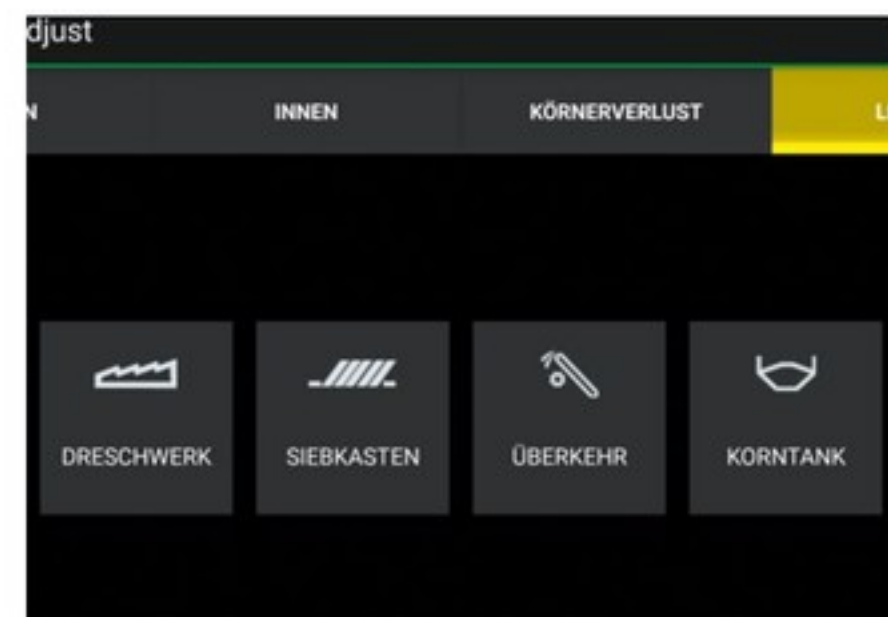 djust
N INNEN KÖRNERVERLUST L
DRESCHWERK SIEBKASTEN ÜBERKEHR KORNTANK